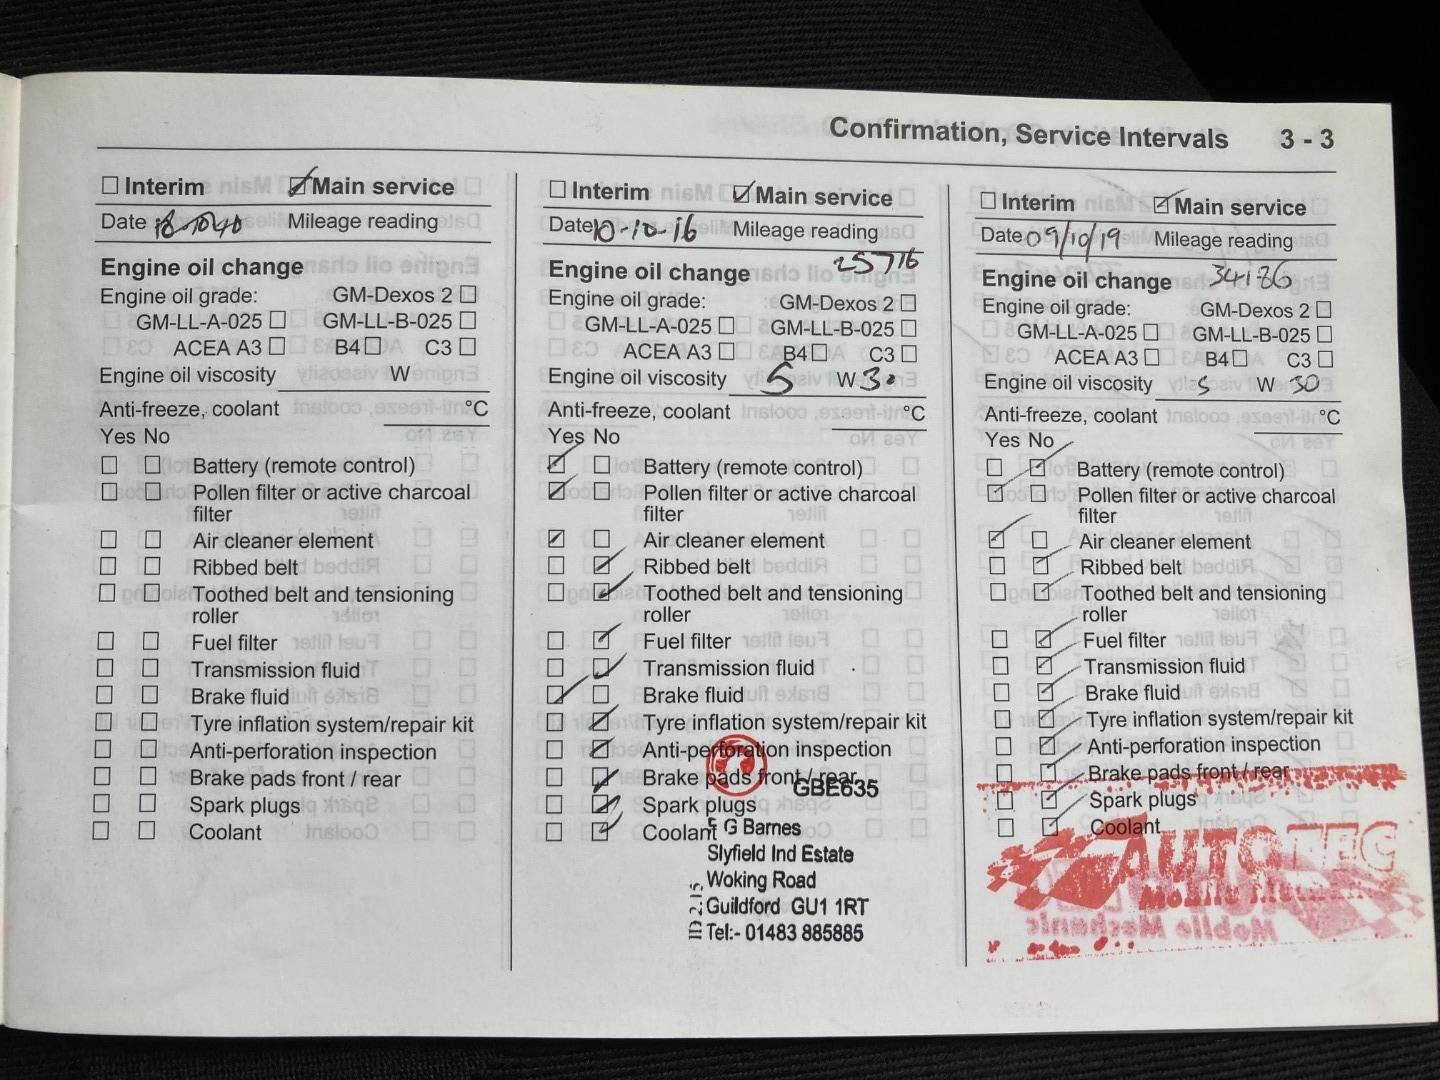 Confirmation, Service Intervals 3 - 3
Interim Main service
Date Mileage reading
Engine oil change
Engine oil grade: GM-Dexos 2
GM-LL-A-025 GM-LL-B-025
ACEA A3 B4 C3
Engine oil viscosity W
Anti-freeze, coolant °C
Yes No
Battery (remote control)
Pollen filter or active charcoal
filter
Air cleaner element
Ribbed belt
Toothed belt and tensioning
roller
Fuel filter
Transmission fluid
Brake fluid
Tyre inflation system/repair kit
Anti-perforation inspection
Brake pads front / rear
Spark plugs
Coolant
Interim Main service
Date 10-10-16 Mileage reading
25716
Engine oil change
Engine oil grade: GM-Dexos 2
GM-LL-A-025 GM-LL-B-025
ACEA A3 B4 C3
Engine oil viscosity 5 W 30
Anti-freeze, coolant °C
Yes No
Battery (remote control)
Pollen filter or active charcoal
filter
Air cleaner element
Ribbed belt
Toothed belt and tensioning
roller
Fuel filter
Transmission fluid
Brake fluid
Tyre inflation system/repair kit
Anti-perforation inspection
Brake pads front / rear
GBE635
Spark plugs
Coolant
G Barnes
Slyfield Ind Estate
Woking Road
Guildford GU1 1RT
Tel:- 01483 885885
Interim Main service
Date 09/10/19 Mileage reading
Engine oil change 34186
Engine oil grade: GM-Dexos 2
GM-LL-A-025 GM-LL-B-025
ACEA A3 B4 C3
Engine oil viscosity 5 W 30
Anti-freeze, coolant °C
Yes No
Battery (remote control)
Pollen filter or active charcoal
filter
Air cleaner element
Ribbed belt
Toothed belt and tensioning
roller
Fuel filter
Transmission fluid
Brake fluid
Tyre inflation system/repair kit
Anti-perforation inspection
Brake pads front / rear
Spark plugs
Coolant
AUTOTEC
Mobile Mechanic